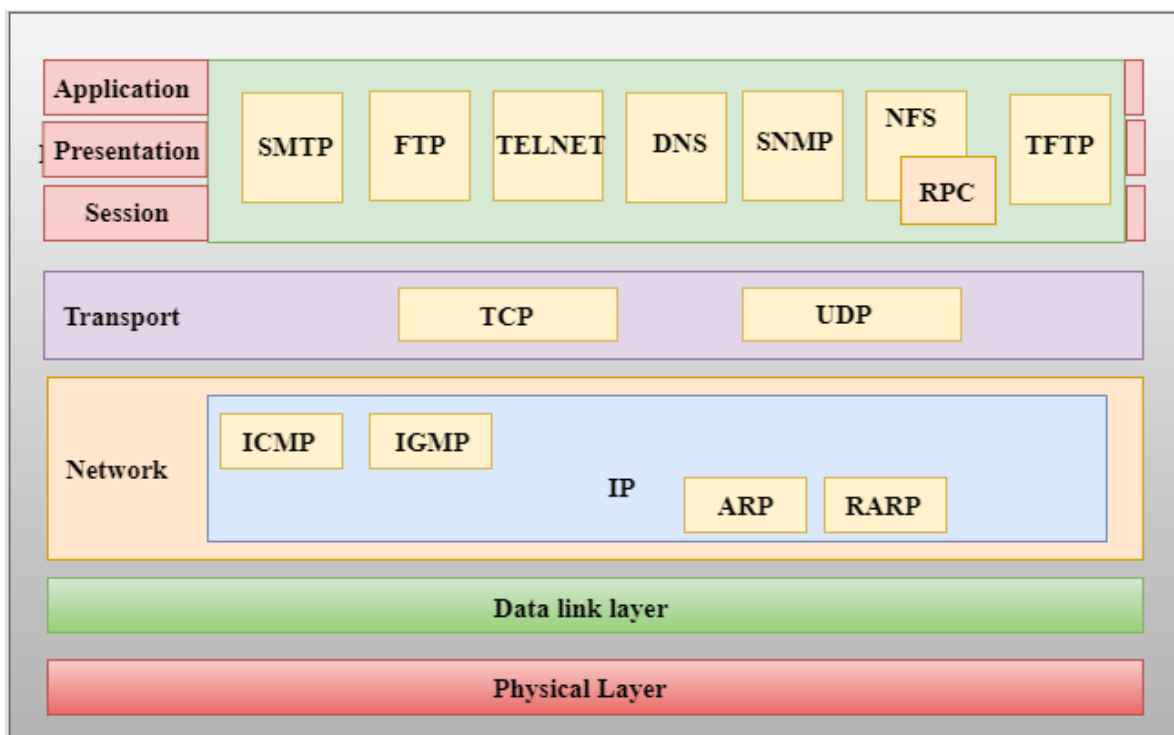 Application
Presentation
Session
SMTP
FTP
TELNET
DNS
SNMP
NFS
RPC
TFTP
Transport
TCP
UDP
Network
ICMP
IGMP
IP
ARP
RARP
Data link layer
Physical Layer